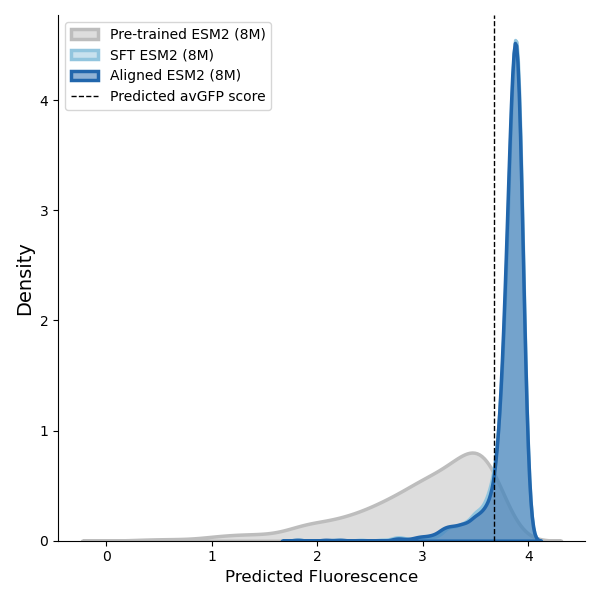 Pre-trained ESM2 (8M)
SFT ESM2 (8M)
Aligned ESM2 (8M)
Predicted avGFP score
Density
4
3
2
1
0
0 1 2 3 4
Predicted Fluorescence